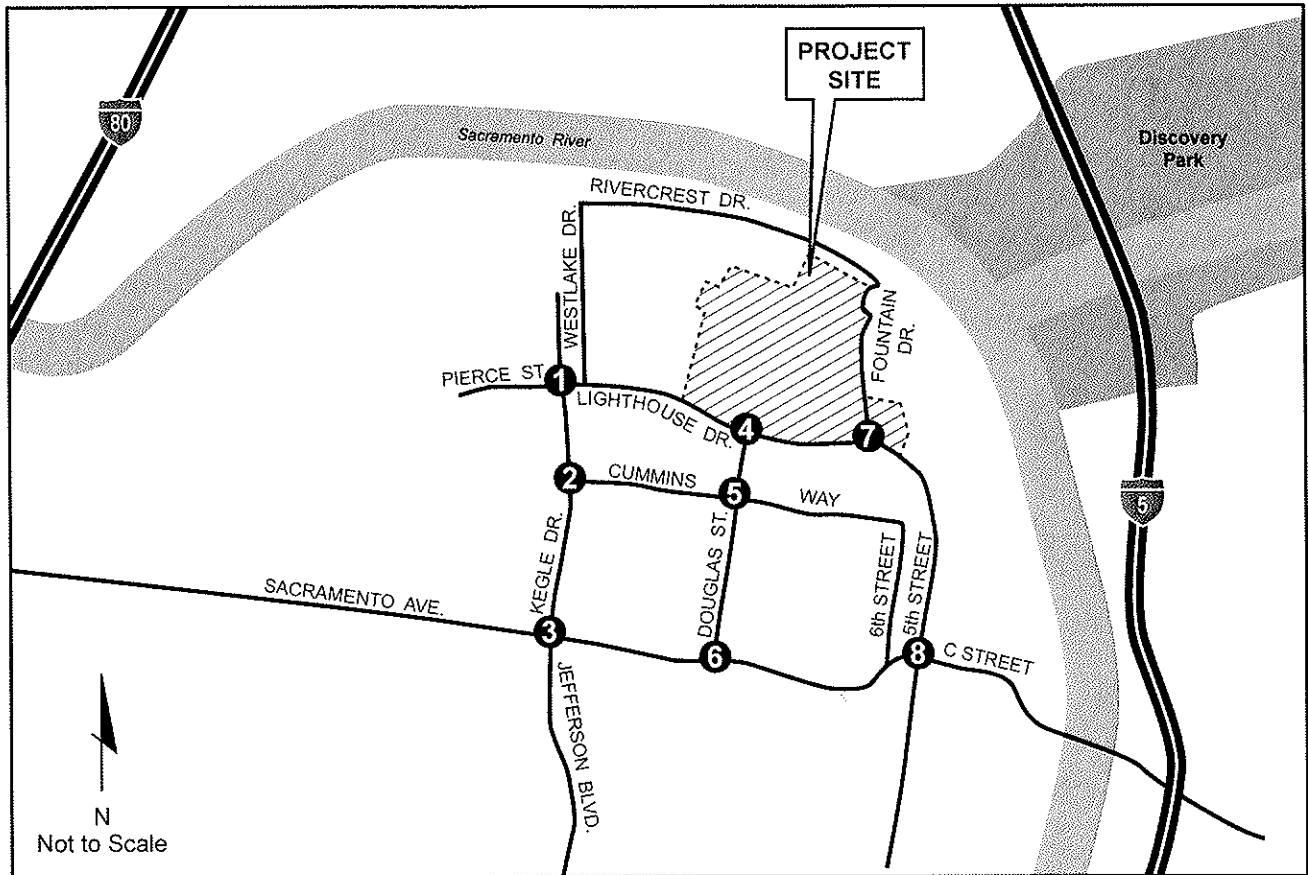 PROJECT
SITE
80
Sacramento River
Discovery
Park
RIVERCREST DR.
WESTLAKE DR.
FOUNTAIN
DR.
PIERCE ST.
1
LIGHTHOUSE DR.
4
7
2
CUMMINS
5
WAY
5
KEGLE DR.
DOUGLAS ST.
6th STREET
5th STREET
SACRAMENTO AVE.
3
6
8
C STREET
JEFFERSON BLVD.
N
Not to Scale